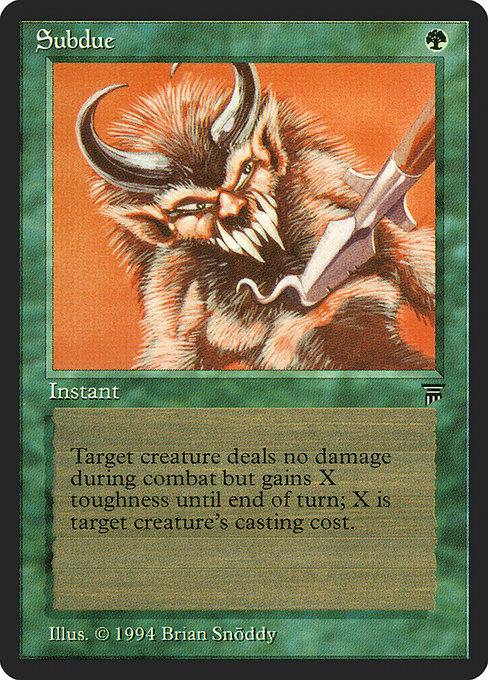 Subdue
Instant
Target creature deals no damage
during combat but gains X
toughness until end of turn; X is
target creature's casting cost.
Illus. © 1994 Brian Snōddy